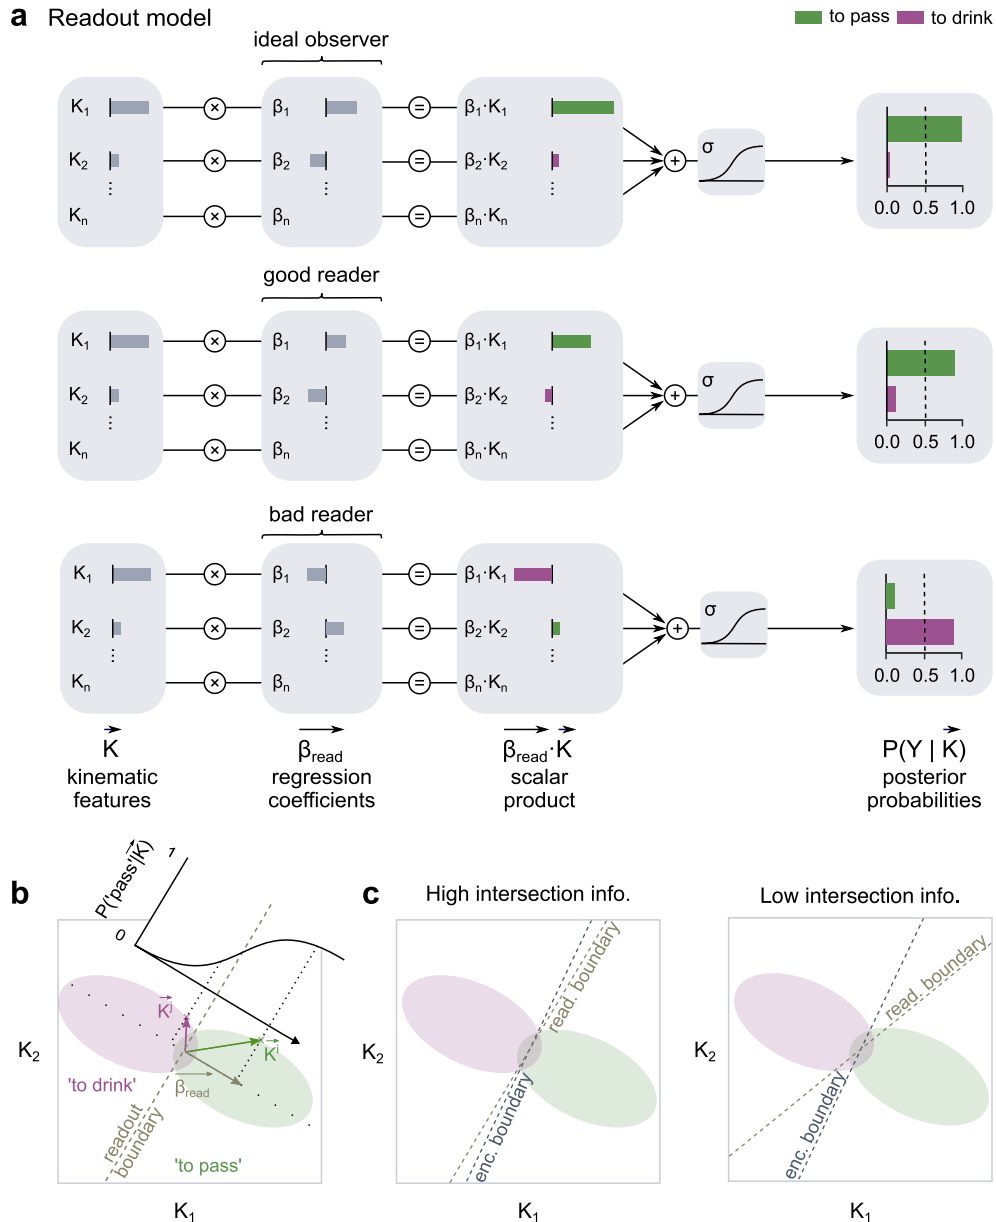 a Readout model
to pass to drink
ideal observer
K1 × β1 = β1·K1
K2 β2 = β2·K2 + σ
⋮ ⋮ ⋮
Kn × βn = βn·Kn
0.0 0.5 1.0
good reader
K1 × β1 = β1·K1
K2 × β2 = β2·K2 + σ
⋮ ⋮ ⋮
Kn × βn = βn·Kn
0.0 0.5 1.0
bad reader
K1 × β1 = β1·K1
K2 × β2 = β2·K2 + σ
⋮ ⋮ ⋮
Kn × βn = βn·Kn
0.0 0.5 1.0
K⃗
kinematic
features
βread
regression
coefficients
βread·K⃗
scalar
product
P(Y | K⃗)
posterior
probabilities
b
P('pass'|K⃗)
1
0
K⃗j
K⃗i
βread
'to drink'
readout
boundary
'to pass'
K2
K1
c
High intersection info.
read. boundary
enc. boundary
K2
K1
Low intersection info.
read. boundary
enc. boundary
K2
K1